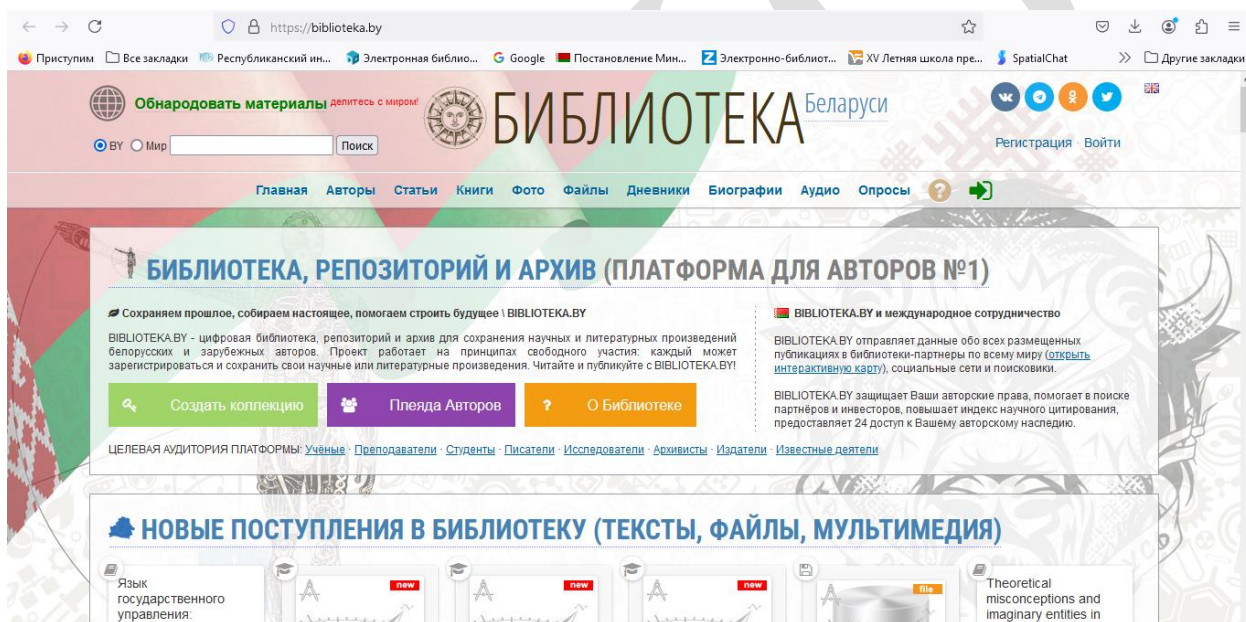 https://biblioteka.by
Приступим Все закладки Республиканский ин... Электронная библио... Google Постановление Мин... Электронно-библиот... XV Летняя школа пре... SpatialChat Другие закладки
Обнародовать материалы делитесь с миром!
БИБЛИОТЕКА Беларуси
BY Мир Поиск
Регистрация · Войти
Главная Авторы Статьи Книги Фото Файлы Дневники Биографии Аудио Опросы ?
БИБЛИОТЕКА, РЕПОЗИТОРИЙ И АРХИВ (ПЛАТФОРМА ДЛЯ АВТОРОВ №1)
Сохраняем прошлое, собираем настоящее, помогаем строить будущее \ BIBLIOTEKA.BY
BIBLIOTEKA.BY - цифровая библиотека, репозиторий и архив для сохранения научных и литературных произведений
белорусских и зарубежных авторов. Проект работает на принципах свободного участия: каждый может
зарегистрироваться и сохранить свои научные или литературные произведения. Читайте и публикуйте с BIBLIOTEKA.BY!
Создать коллекцию Плеяда Авторов ? О Библиотеке
BIBLIOTEKA.BY и международное сотрудничество
BIBLIOTEKA.BY отправляет данные обо всех размещенных
публикациях в библиотеки-партнеры по всему миру (открыть
интерактивную карту), социальные сети и поисковики.
BIBLIOTEKA.BY защищает Ваши авторские права, помогает в поиске
партнёров и инвесторов, повышает индекс научного цитирования,
предоставляет 24 доступ к Вашему авторскому наследию.
ЦЕЛЕВАЯ АУДИТОРИЯ ПЛАТФОРМЫ: Учёные · Преподаватели · Студенты · Писатели · Исследователи · Архивисты · Издатели · Известные деятели
НОВЫЕ ПОСТУПЛЕНИЯ В БИБЛИОТЕКУ (ТЕКСТЫ, ФАЙЛЫ, МУЛЬТИМЕДИЯ)
Язык
государственного
управления:
new
new
new
file
Theoretical
misconceptions and
imaginary entities in